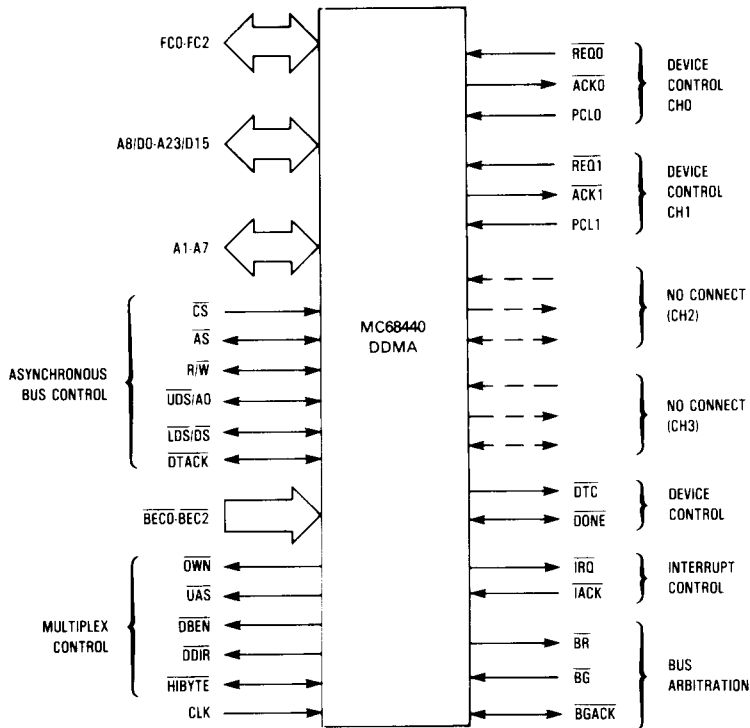 FC0-FC2
A8/D0-A23/D15
A1-A7
ASYNCHRONOUS
BUS CONTROL
CS
AS
R/W
UDS/A0
LDS/DS
DTACK
BEC0-BEC2
MULTIPLEX
CONTROL
OWN
UAS
DBEN
DDIR
HIBYTE
CLK
MC68440
DDMA
REQ0
ACK0
PCL0
DEVICE
CONTROL
CH0
REQ1
ACK1
PCL1
DEVICE
CONTROL
CH1
NO CONNECT
(CH2)
NO CONNECT
(CH3)
DTC
DONE
DEVICE
CONTROL
IRQ
IACK
INTERRUPT
CONTROL
BR
BG
BGACK
BUS
ARBITRATION